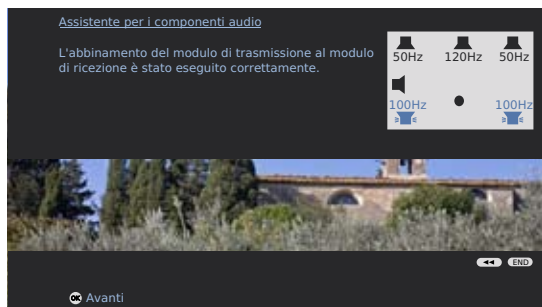 Assistente per i componenti audio
L'abbinamento del modulo di trasmissione al modulo
di ricezione è stato eseguito correttamente.
50Hz 120Hz 50Hz
100Hz 100Hz
END
OK Avanti